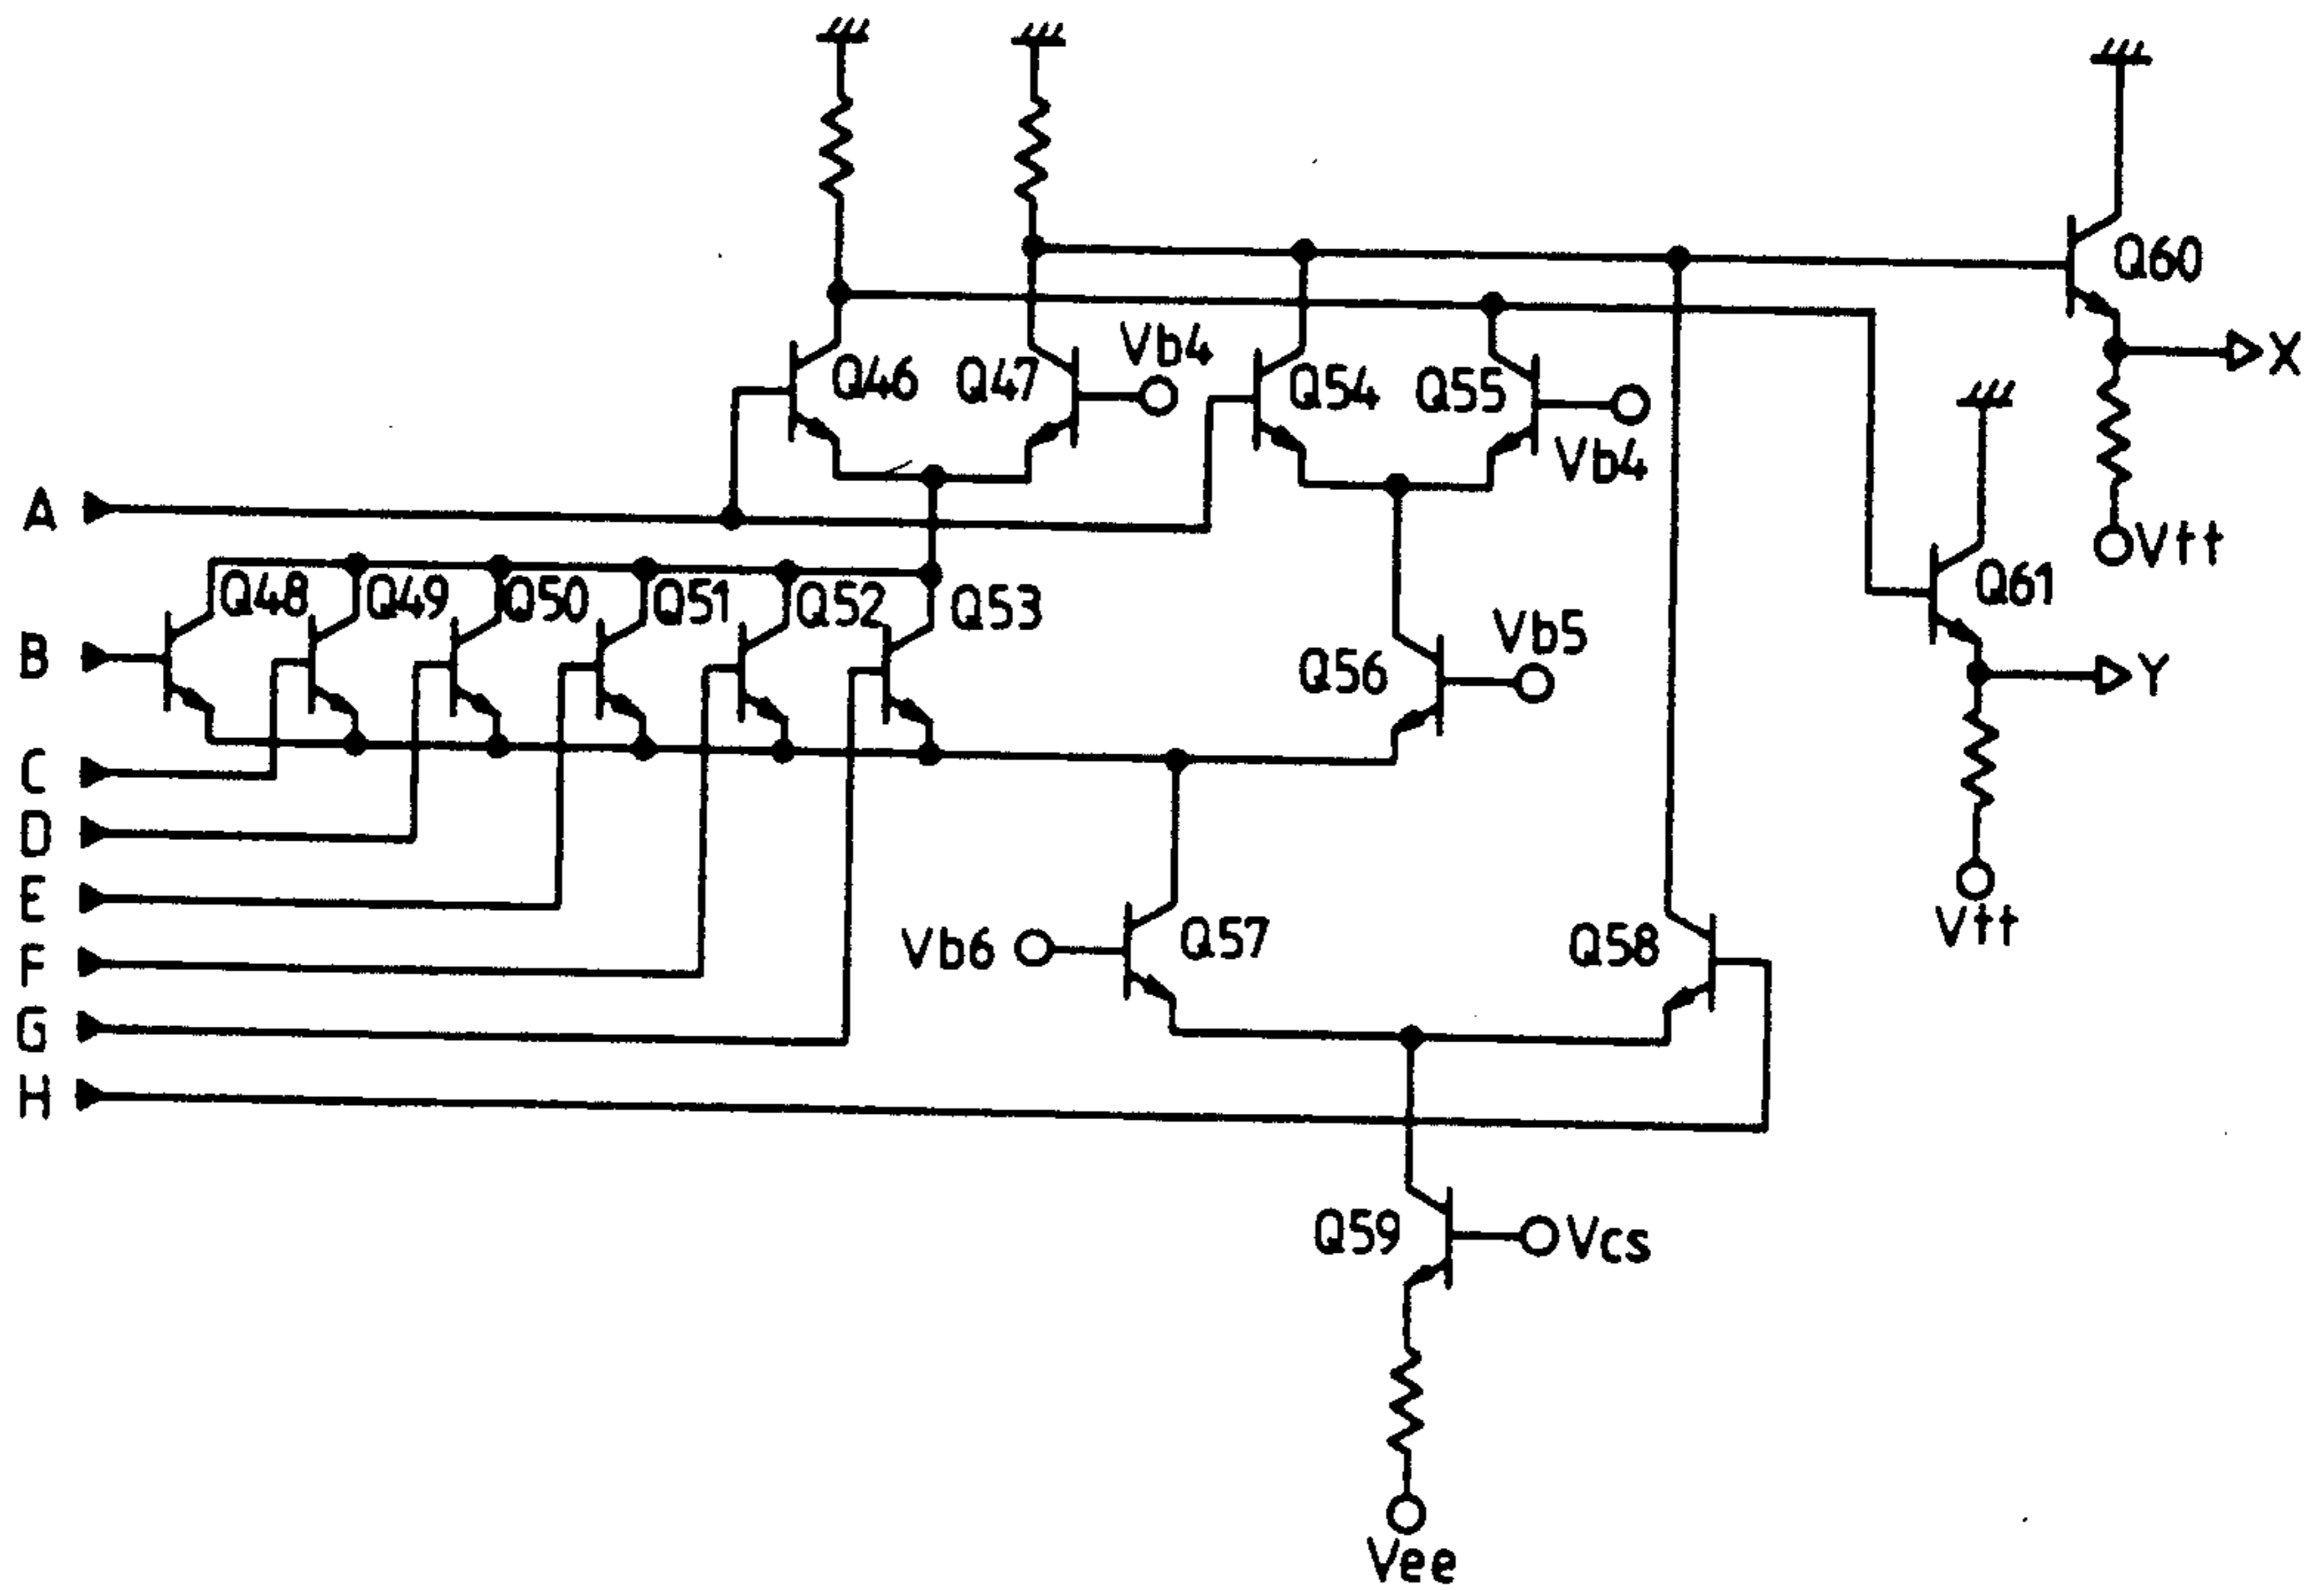 Q60
X
Vb4
Q46 Q47 Q54 Q55
Vb4
A
Vtt
Q48 Q49 Q50 Q51 Q52 Q53
Q61
B
Vb5
Q56
Y
C
D
E
Vtt
Vb6 Q57 Q58
F
G
H
Q59 Vcs
Vee